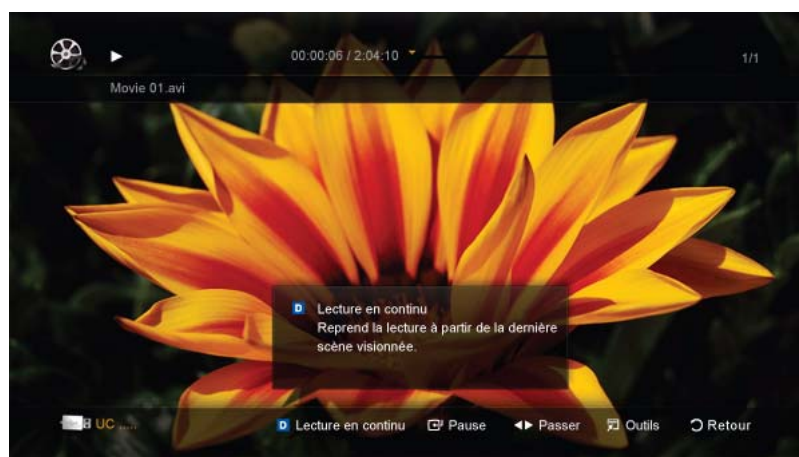 00:00:06 / 2:04:10
1/1
Movie 01.avi
D Lecture en continu
Reprend la lecture à partir de la dernière
scène visionnée.
UC .....
D Lecture en continu Pause Passer Outils Retour